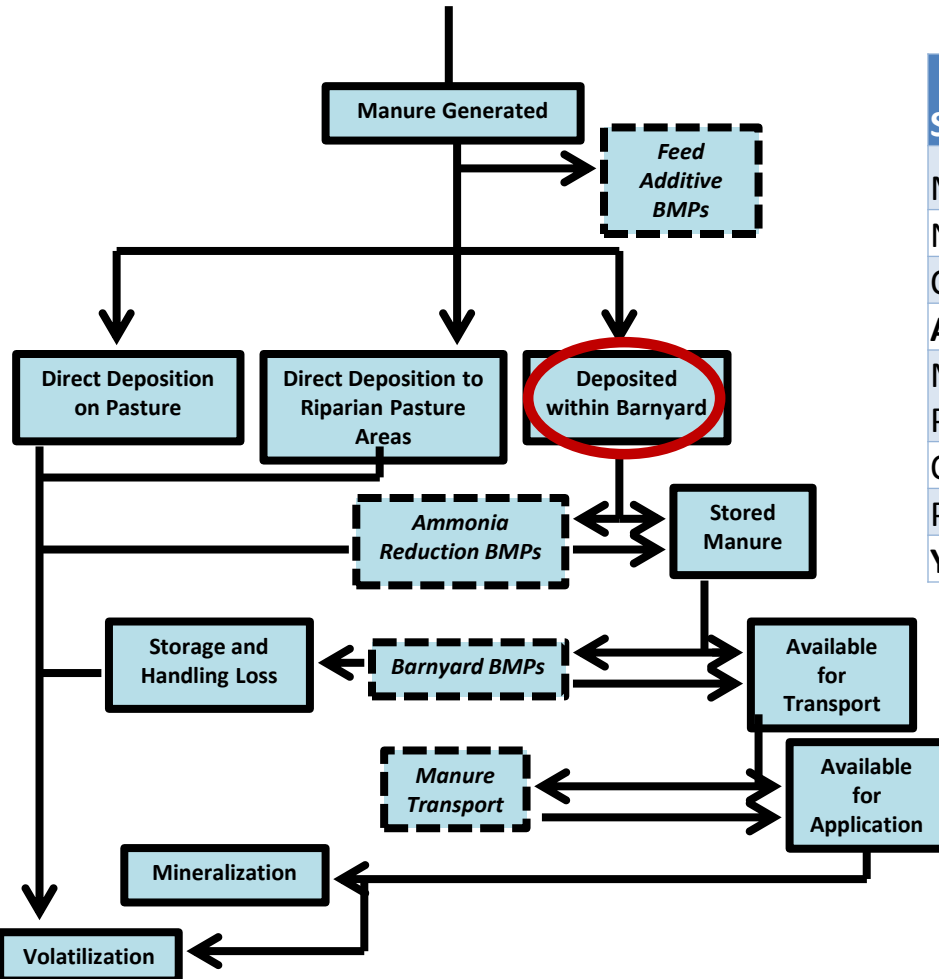 Manure Generated
Feed
Additive
BMPs
Direct Deposition
on Pasture
Direct Deposition to
Riparian Pasture
Areas
Deposited
within Barnyard
Ammonia
Reduction BMPs
Stored
Manure
Storage and
Handling Loss
Barnyard BMPs
Available
for
Transport
Manure
Transport
Available
for
Application
Mineralization
Volatilization